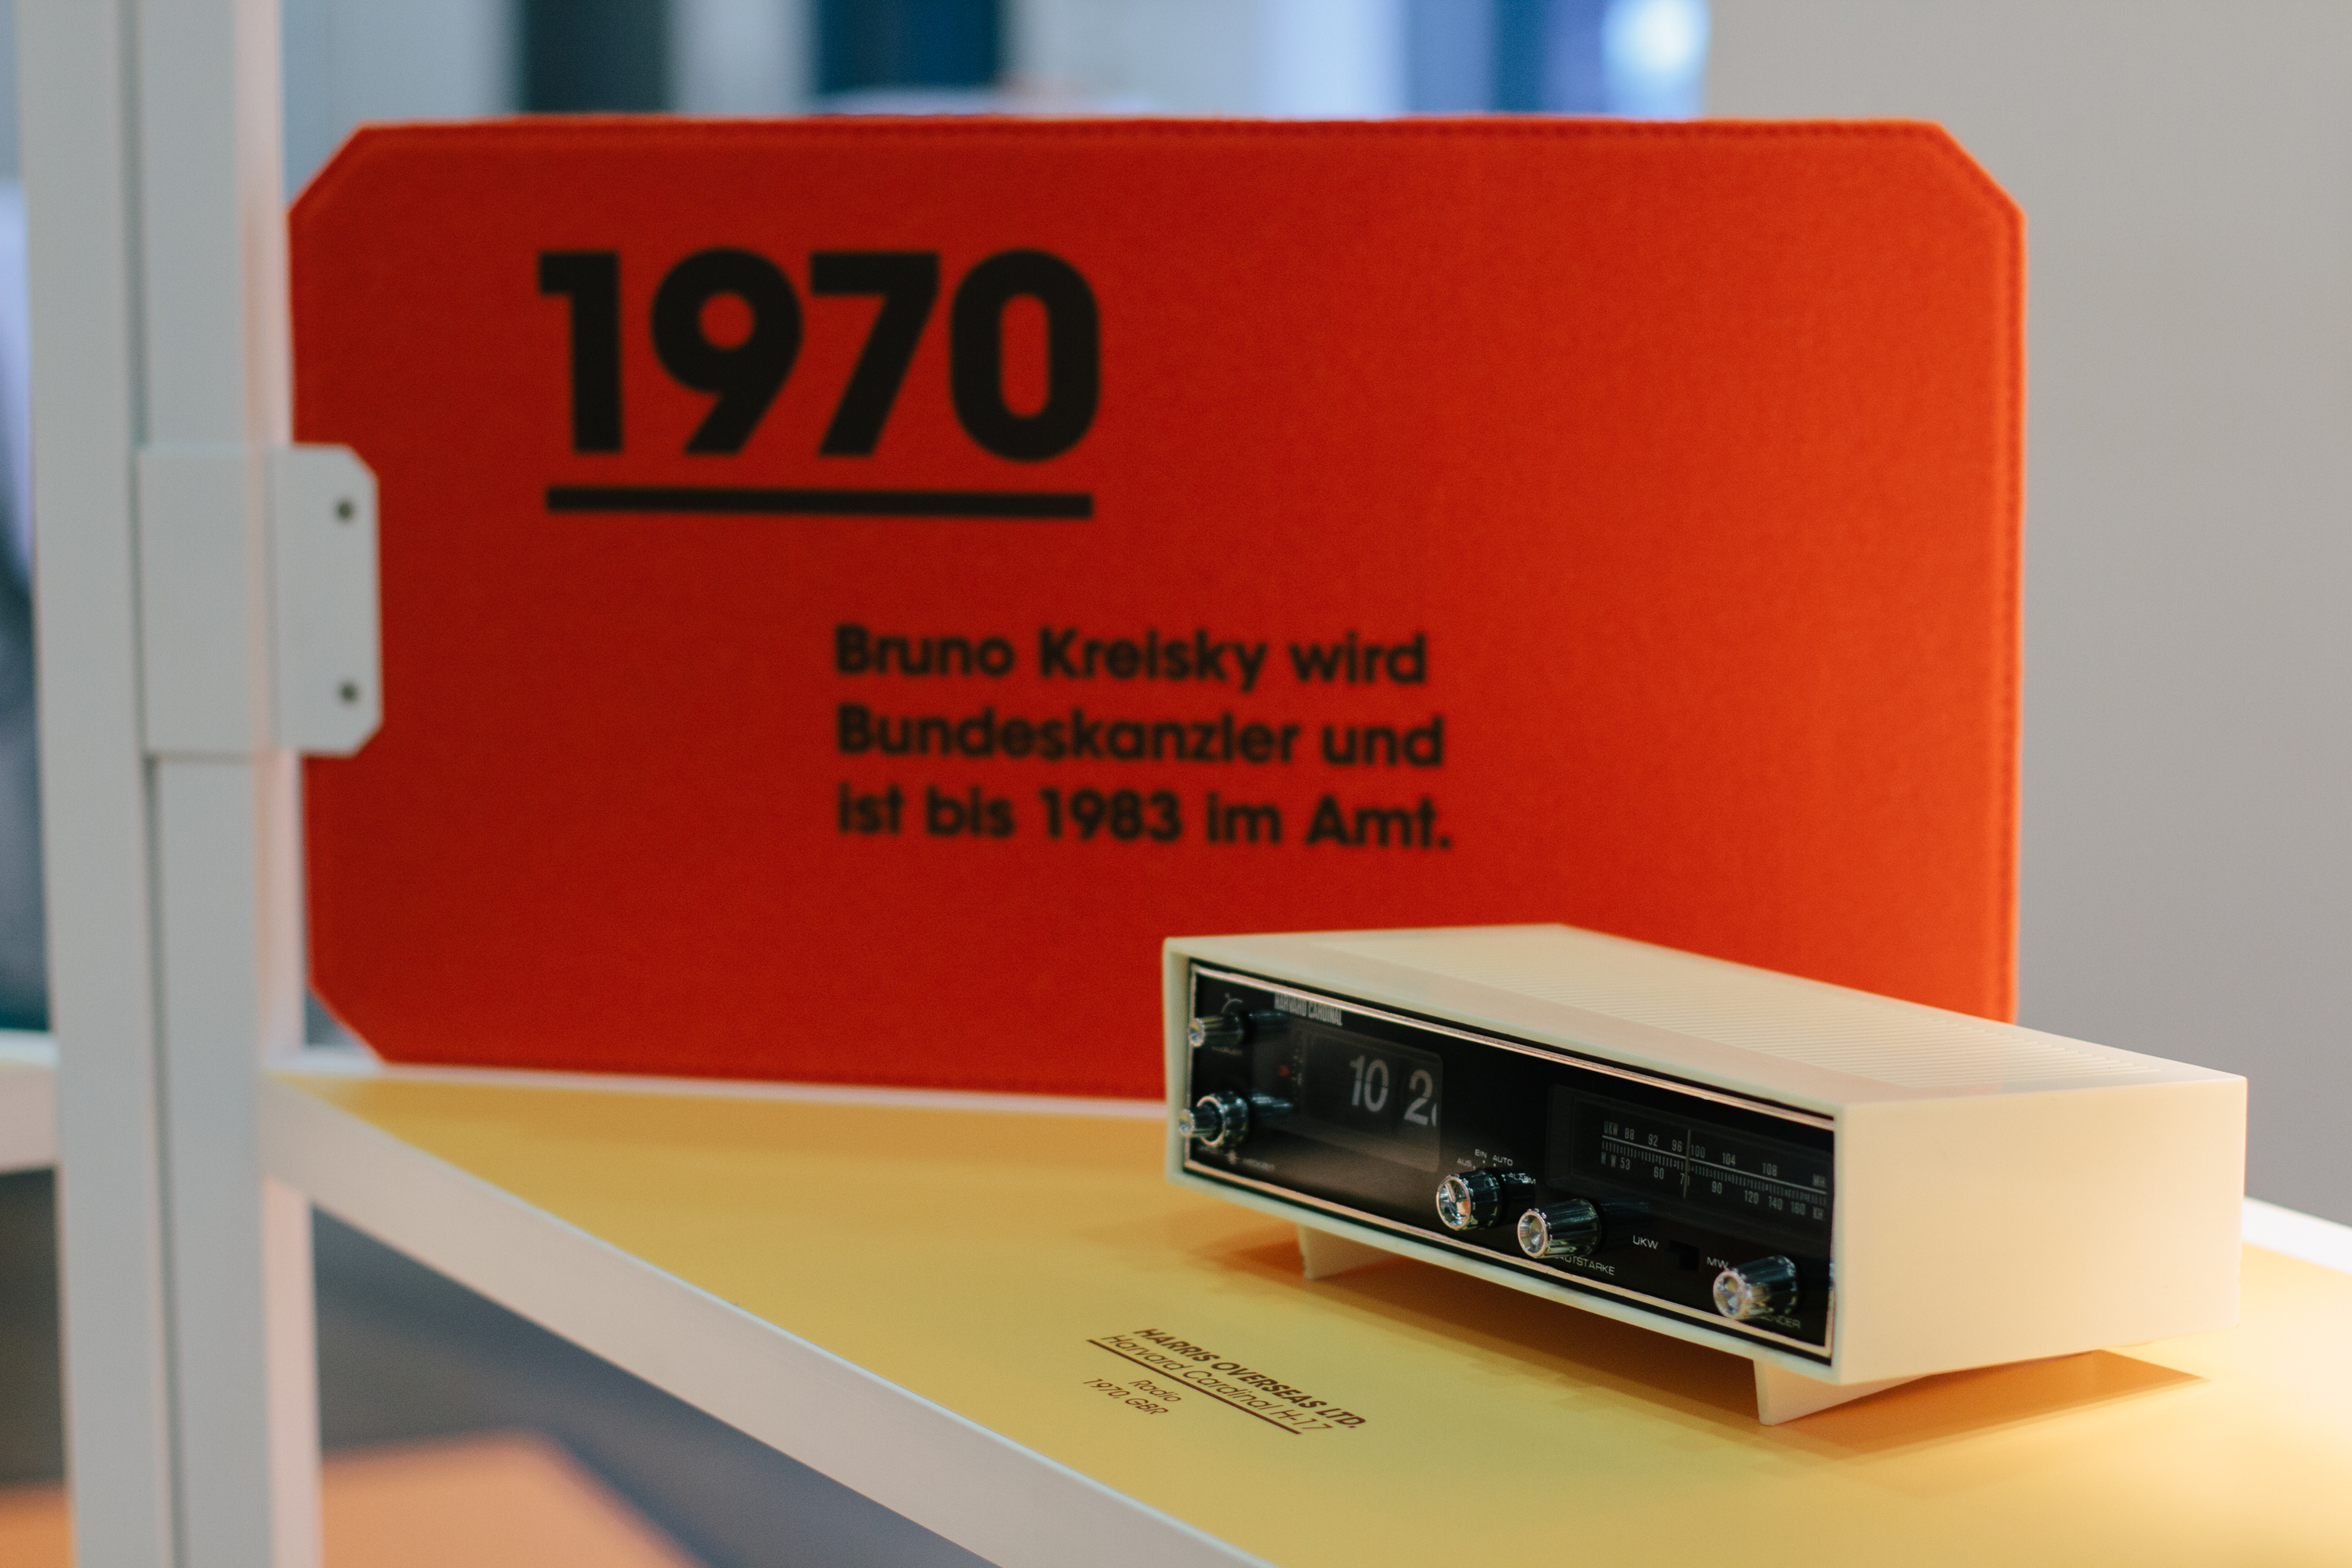 1970
Bruno Kreisky wird
Bundeskanzler und
ist bis 1983 im Amt.
HARVARD CARDINAL
10
UKW 88 92 96 100 104 108 MH
MW 53 60 90 120 140 160 KH
EIN AUTO
AUS
UKW MW
HARRIS OVERSEAS LTD.
Harvard Cardinal H-17
Radio
1970, GBR